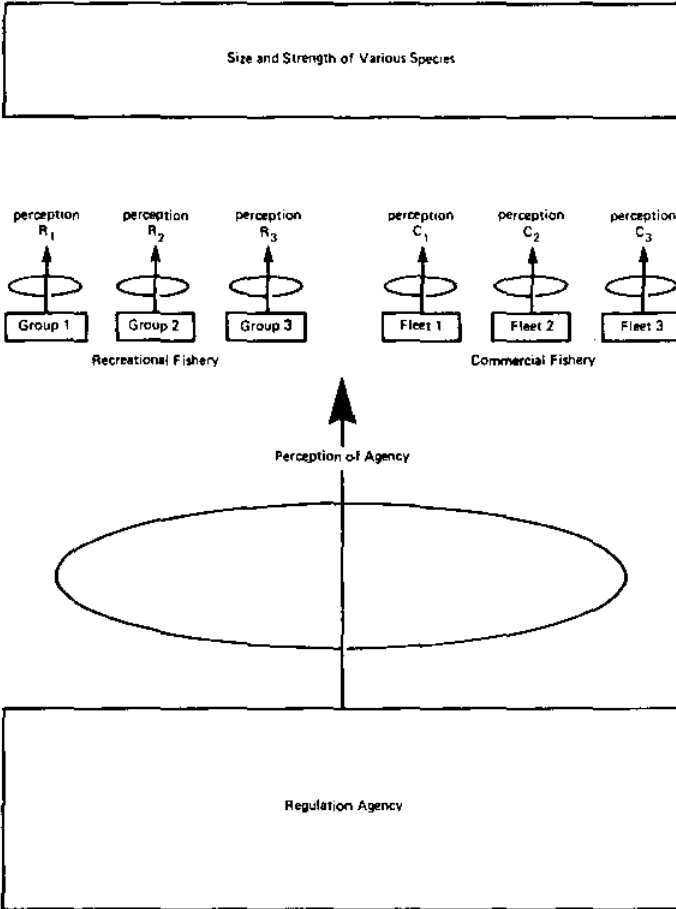 Size and Strength of Various Species
perception perception perception perception perception perception
R1 R2 R3 C1 C2 C3
Group 1 Group 2 Group 3 Fleet 1 Fleet 2 Fleet 3
Recreational Fishery Commercial Fishery
Perception of Agency
Regulation Agency